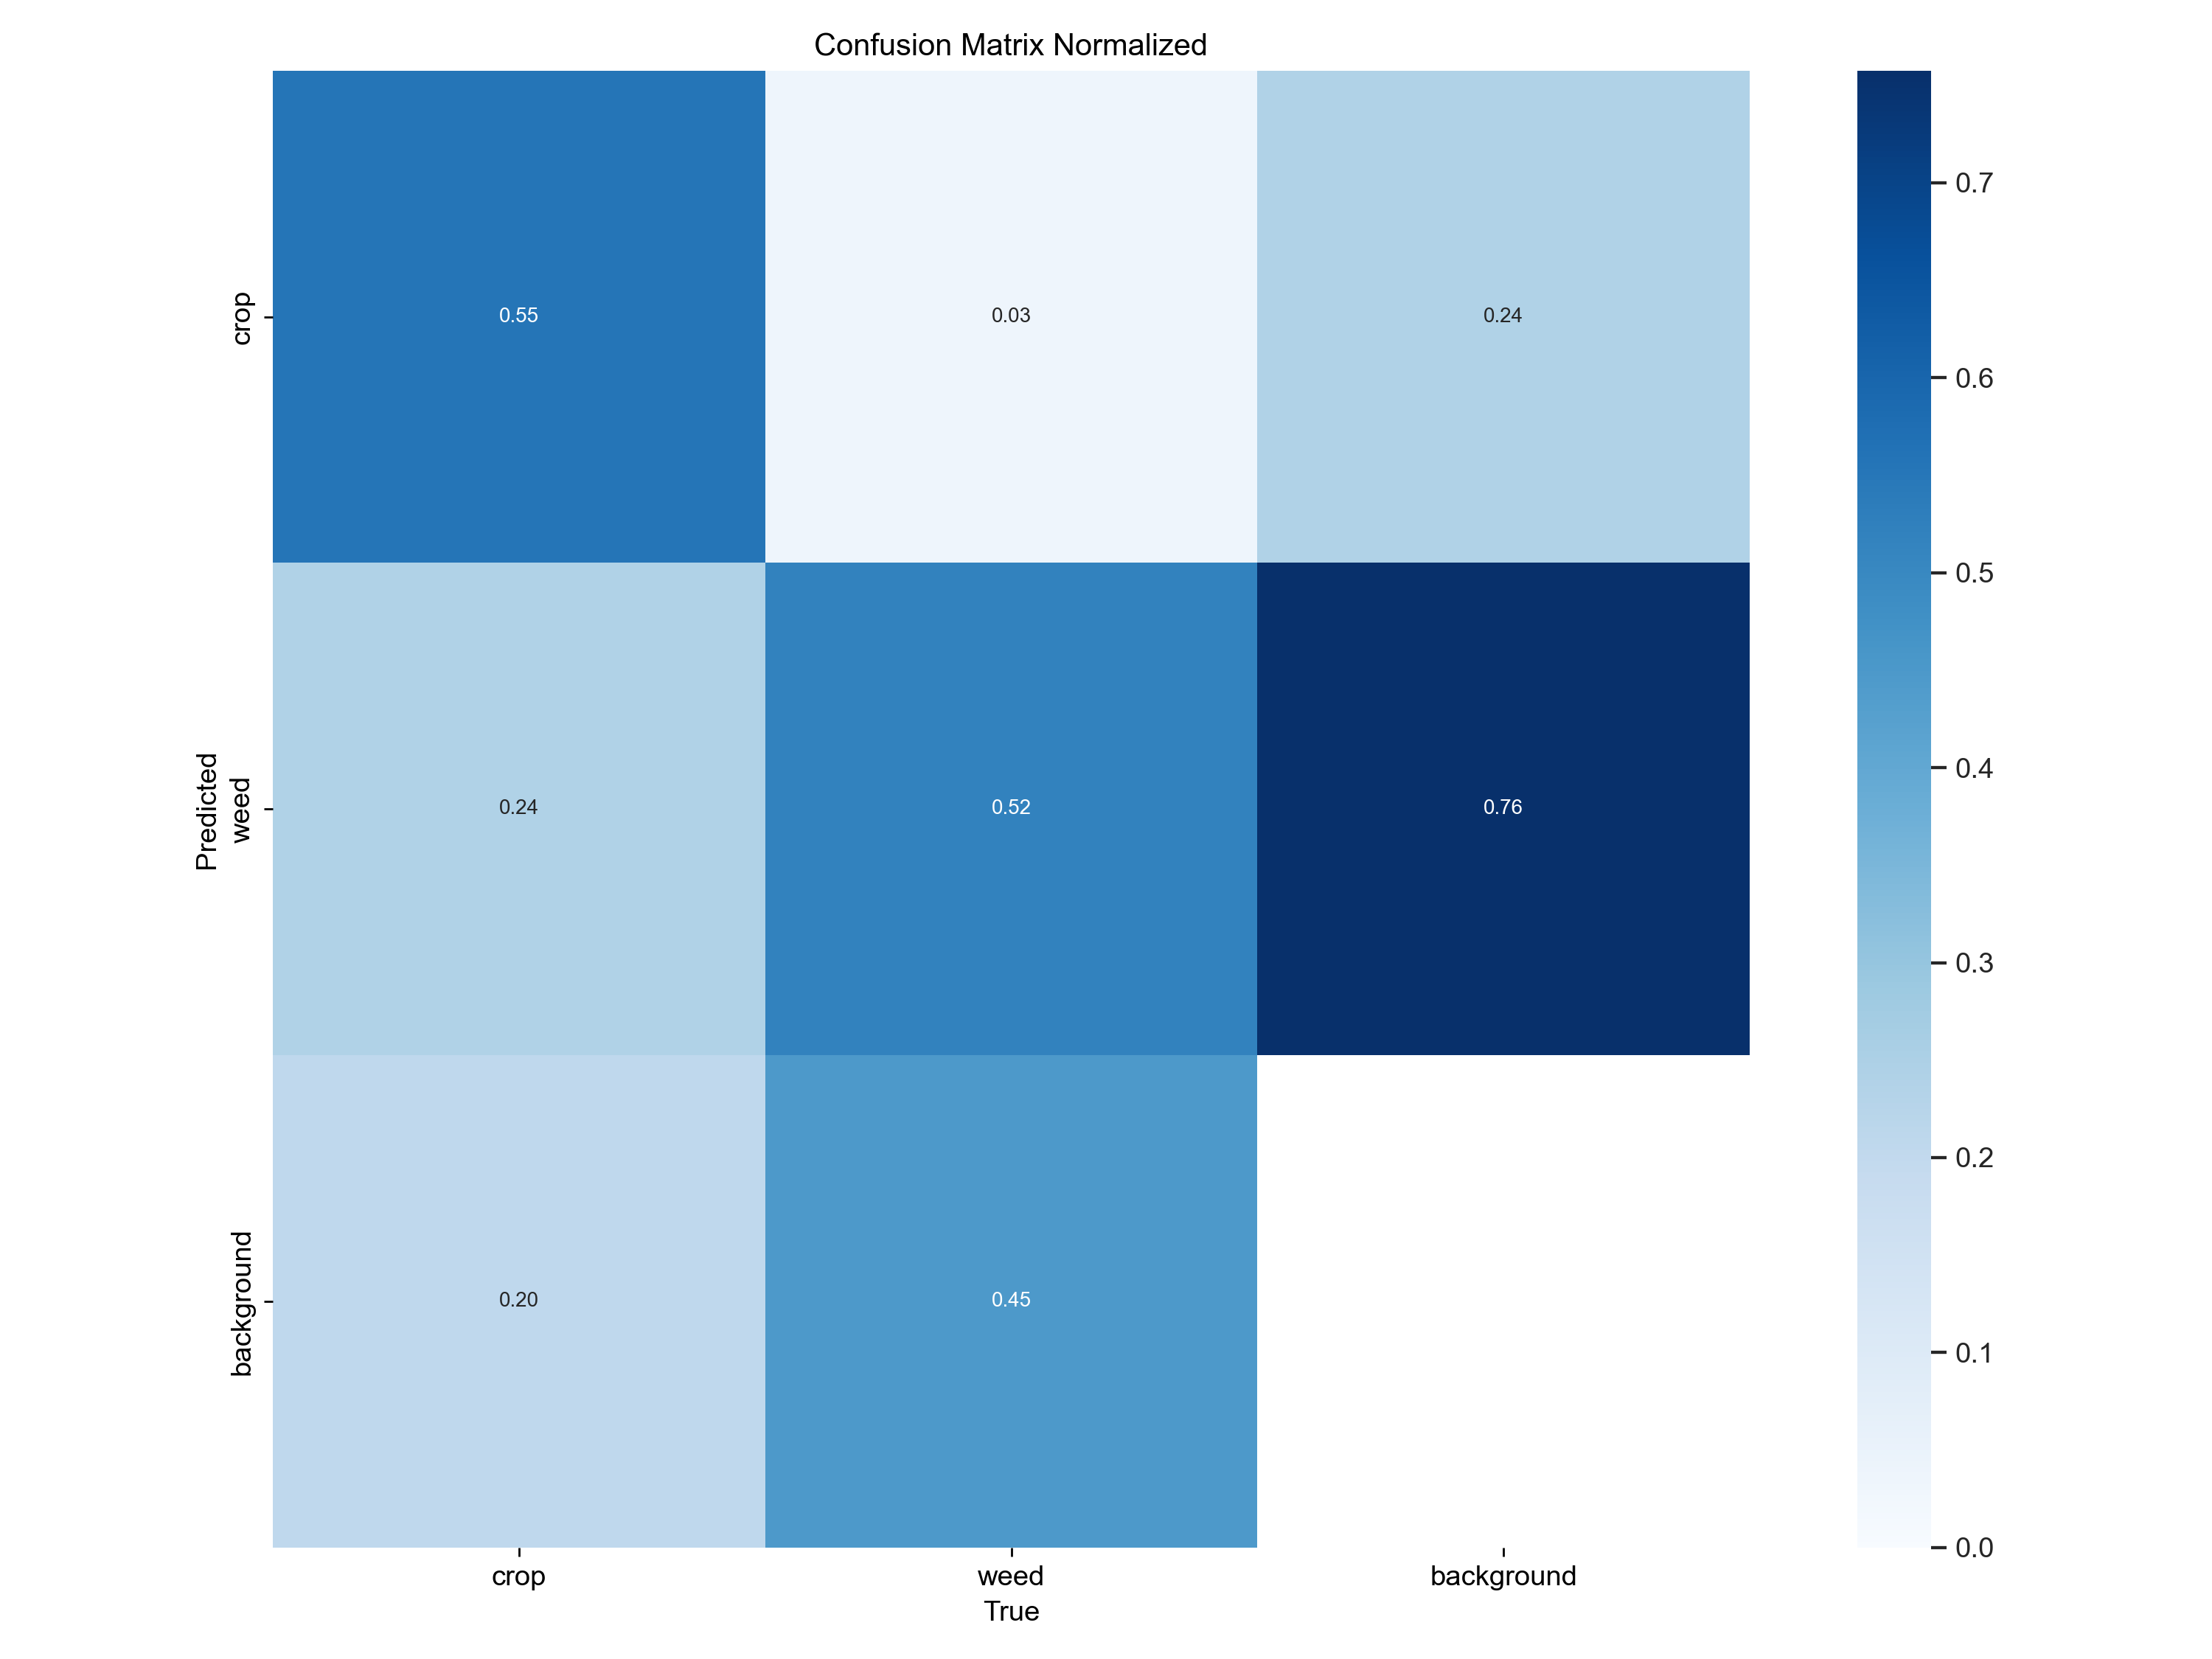 Confusion Matrix Normalized
Predicted
crop
0.55 0.03 0.24
weed
0.24 0.52 0.76
background
0.20 0.45
crop weed background
True
0.7
0.6
0.5
0.4
0.3
0.2
0.1
0.0